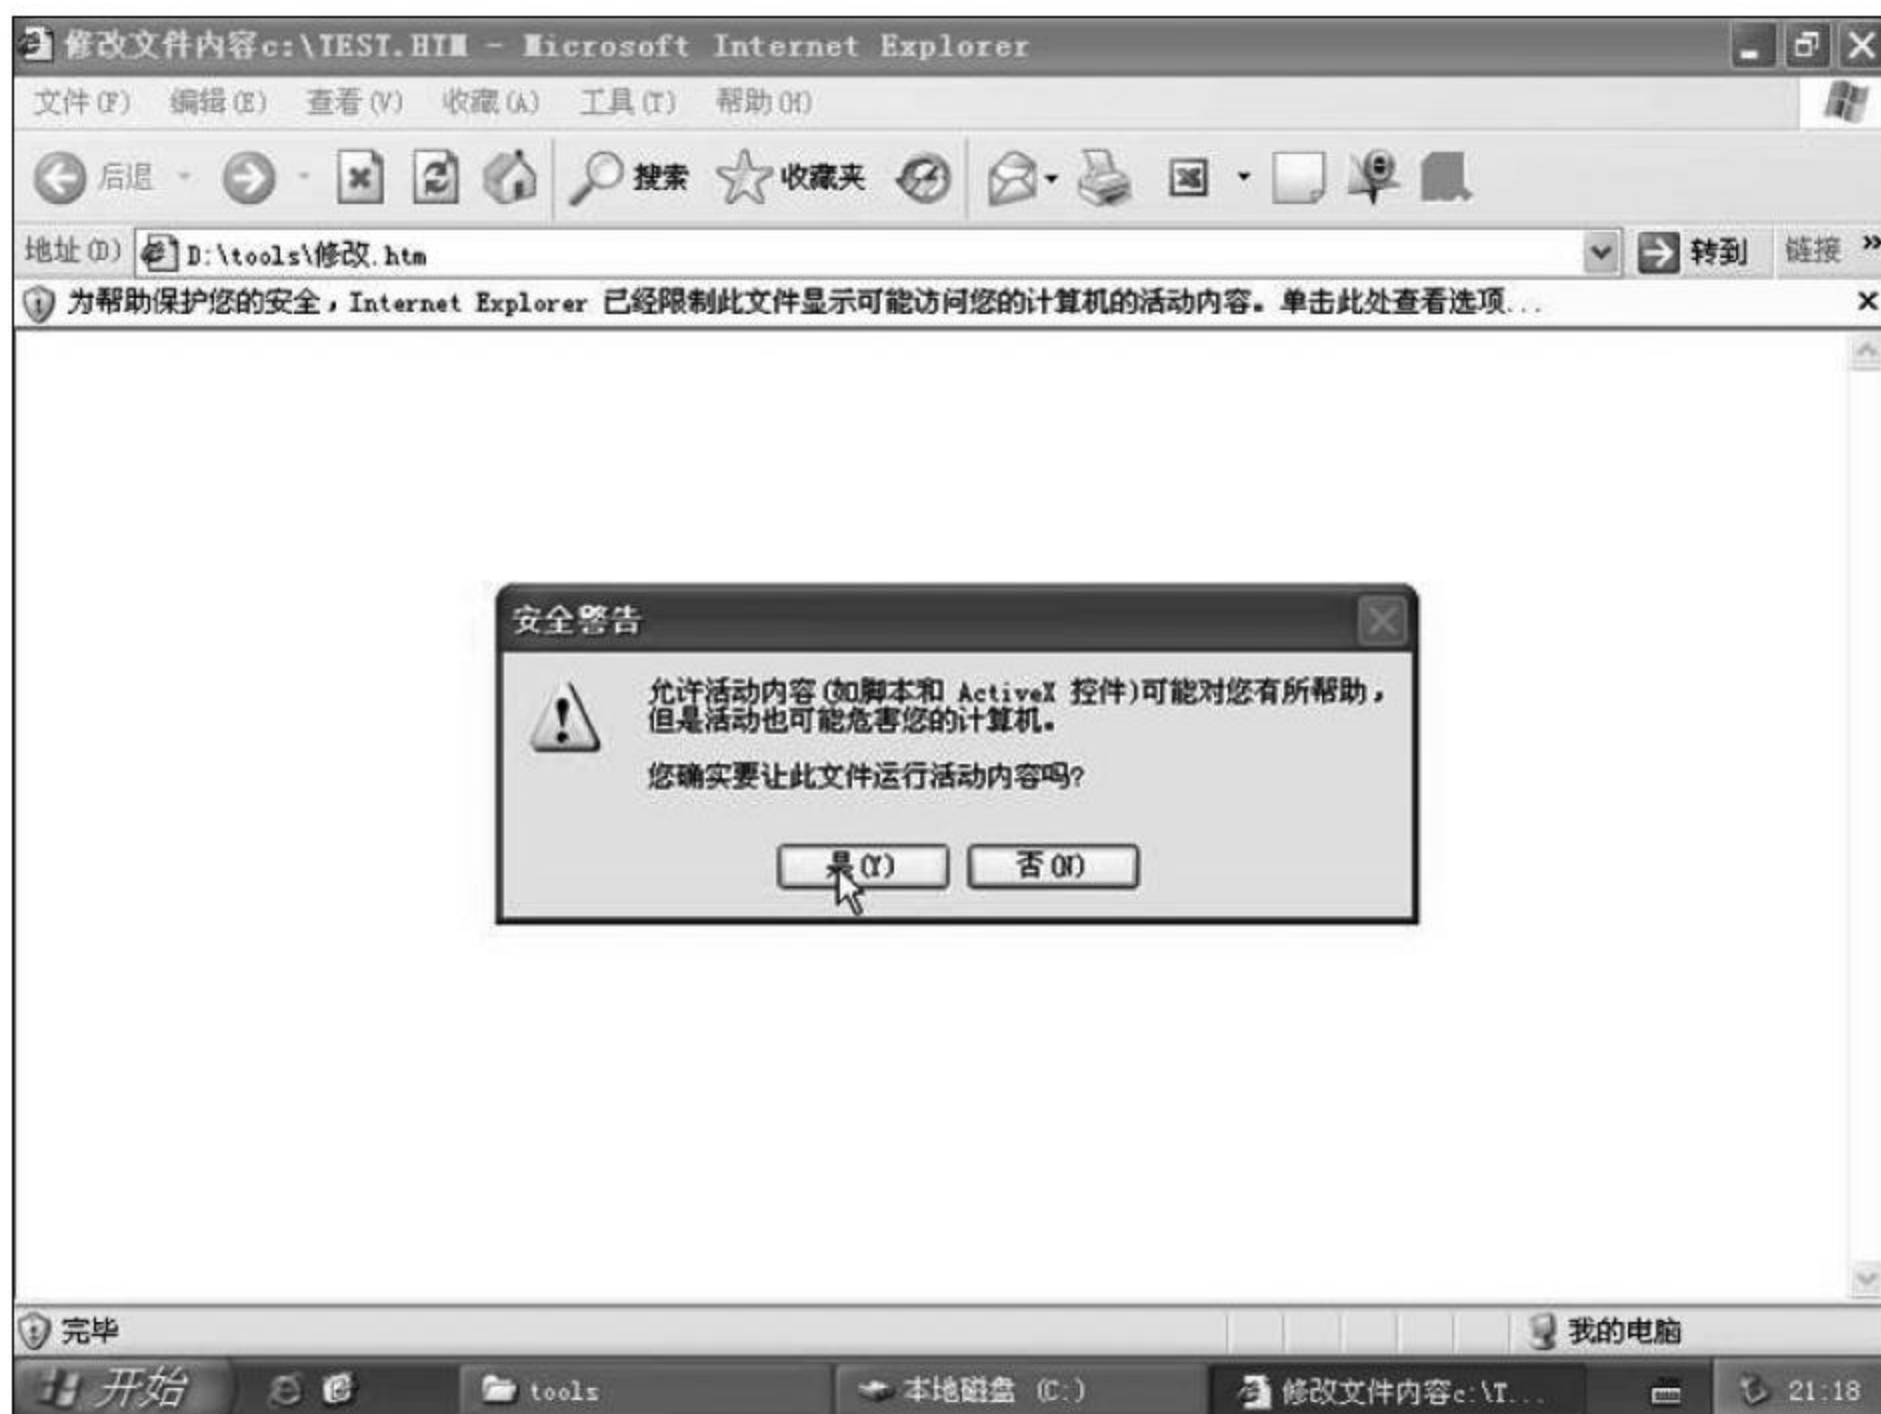 修改文件内容c:\TEST.HTM - Microsoft Internet Explorer
文件(F) 编辑(E) 查看(V) 收藏(A) 工具(T) 帮助(H)
后退 搜索 收藏夹
地址(D) D:\tools\修改.htm 转到 链接 »
为帮助保护您的安全，Internet Explorer 已经限制此文件显示可能访问您的计算机的活动内容。单击此处查看选项...
安全警告
允许活动内容(如脚本和 ActiveX 控件)可能对您有所帮助，
但是活动也可能危害您的计算机。
您确实要让此文件运行活动内容吗?
是(Y) 否(N)
完毕 我的电脑
开始 tools 本地磁盘 (C:) 修改文件内容c:\T... 21:18